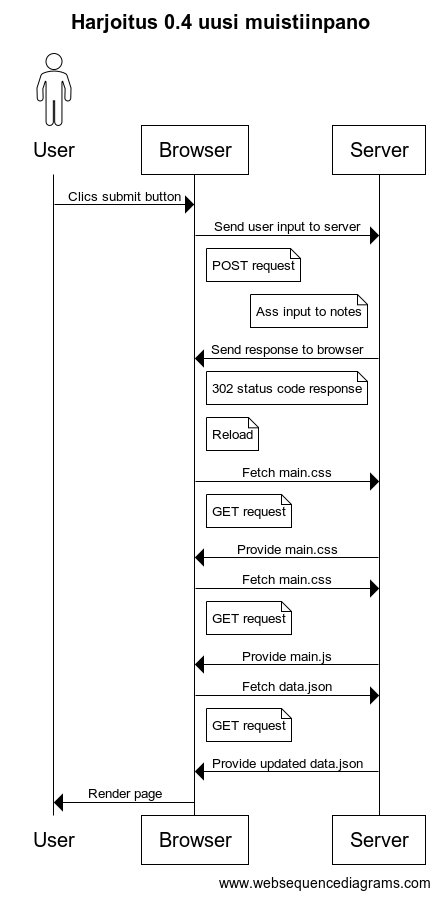 Harjoitus 0.4 uusi muistiinpano
User
Browser
Server
Clics submit button
Send user input to server
POST request
Ass input to notes
Send response to browser
302 status code response
Reload
Fetch main.css
GET request
Provide main.css
Fetch main.css
GET request
Provide main.js
Fetch data.json
GET request
Provide updated data.json
Render page
User
Browser
Server
www.websequencediagrams.com